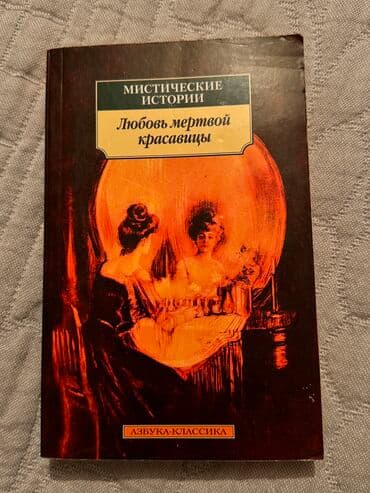 МИСТИЧЕСКИЕ
ИСТОРИИ
Любовь мертвой
красавицы
АЗБУКА-КЛАССИКА